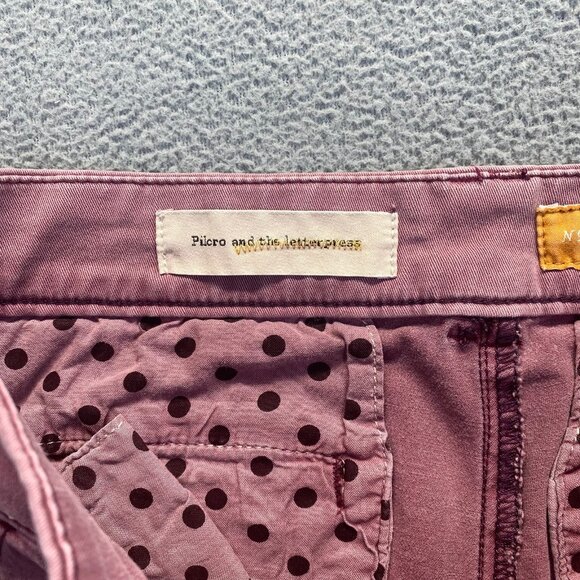 Pilcro and the letterpress